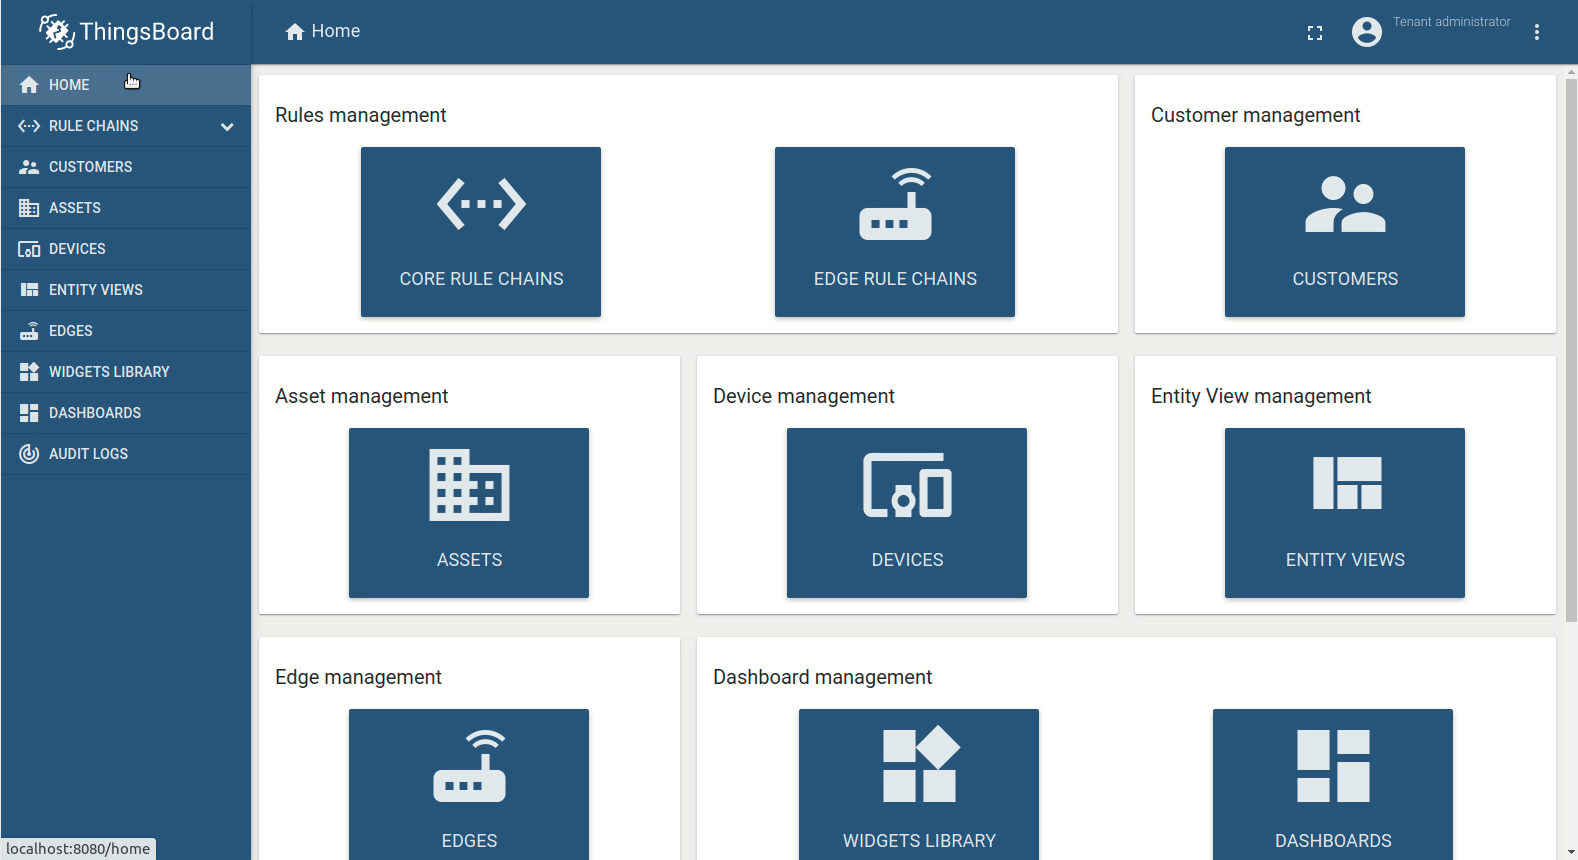 ThingsBoard
Home
Tenant administrator
HOME
RULE CHAINS
CUSTOMERS
ASSETS
DEVICES
ENTITY VIEWS
EDGES
WIDGETS LIBRARY
DASHBOARDS
AUDIT LOGS
Rules management
CORE RULE CHAINS
EDGE RULE CHAINS
Customer management
CUSTOMERS
Asset management
ASSETS
Device management
DEVICES
Entity View management
ENTITY VIEWS
Edge management
EDGES
Dashboard management
WIDGETS LIBRARY
DASHBOARDS
localhost:8080/home